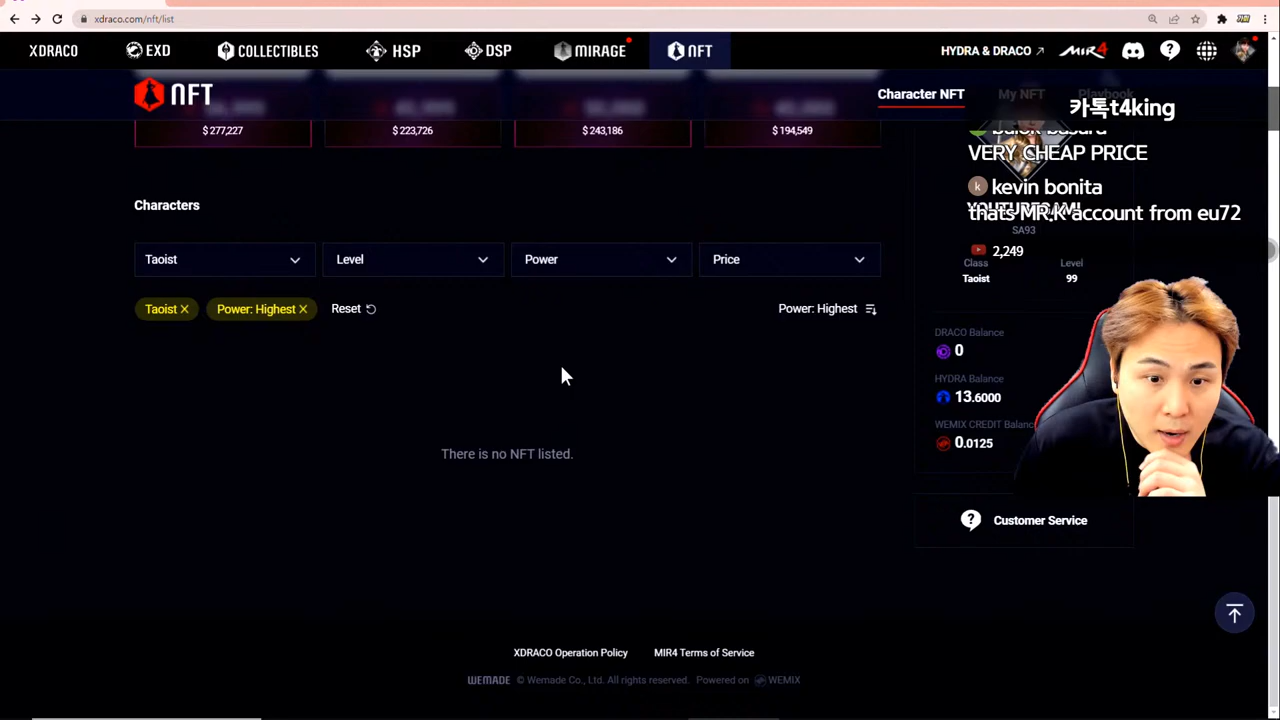 xdraco.com/nft/list
XDRACO EXD COLLECTIBLES HSP DSP MIRAGE NFT HYDRA & DRACO MIR4
NFT Character NFT My NFT Playbook
카톡t4king
$ 277,227 $ 223,726 $ 243,186 $ 194,549
VERY CHEAP PRICE
kevin bonita
thats MR.K account from eu72
Characters
SA93
2,249
Taoist Level Power Price
Class Level
Taoist 99
Taoist Power: Highest Reset Power: Highest
DRACO Balance
0
HYDRA Balance
13.6000
WEMIX CREDIT Balanc
0.0125
There is no NFT listed.
Customer Service
XDRACO Operation Policy MIR4 Terms of Service
WEMADE © Wemade Co., Ltd. All rights reserved. Powered on WEMIX